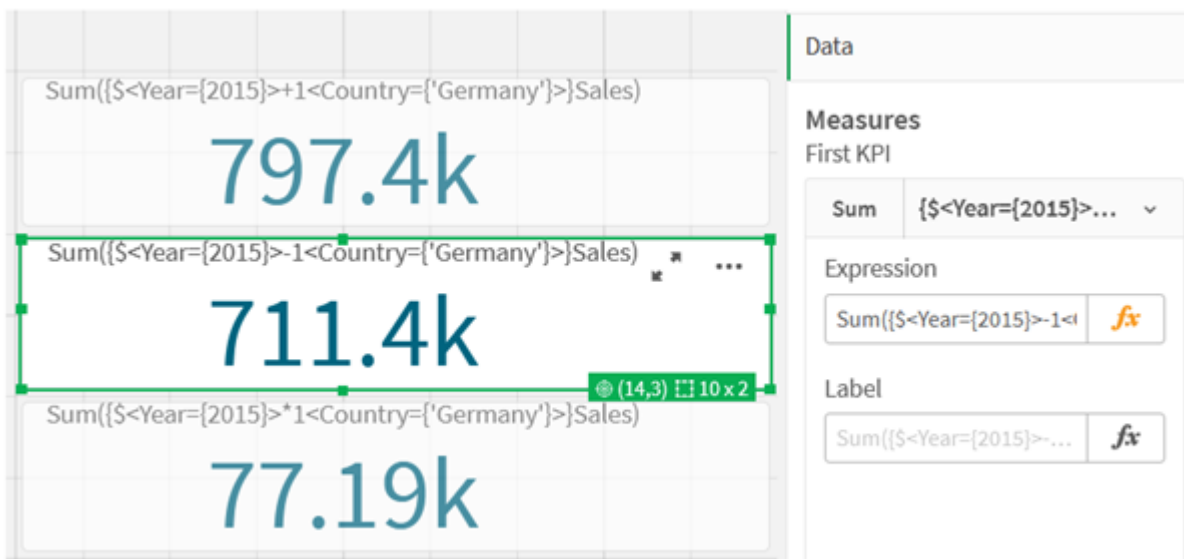 Sum({$<Year={2015}>+1<Country={'Germany'}>}Sales)
797.4k
Sum({$<Year={2015}>-1<Country={'Germany'}>}Sales)
711.4k
(14,3) 10 x 2
Sum({$<Year={2015}>*1<Country={'Germany'}>}Sales)
77.19k
Data
Measures
First KPI
Sum {$<Year={2015}>...
Expression
Sum({$<Year={2015}>-1<( fx
Label
Sum({$<Year={2015}>-... fx